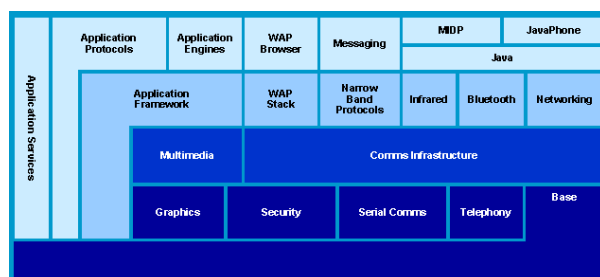 Application Services
Application
Protocols
Application
Engines
WAP
Browser
Messaging
MIDP
JavaPhone
Java
Application
Framework
WAP
Stack
Narrow
Band
Protocols
Infrared
Bluetooth
Networking
Multimedia
Comms Infrastructure
Graphics
Security
Serial Comms
Telephony
Base